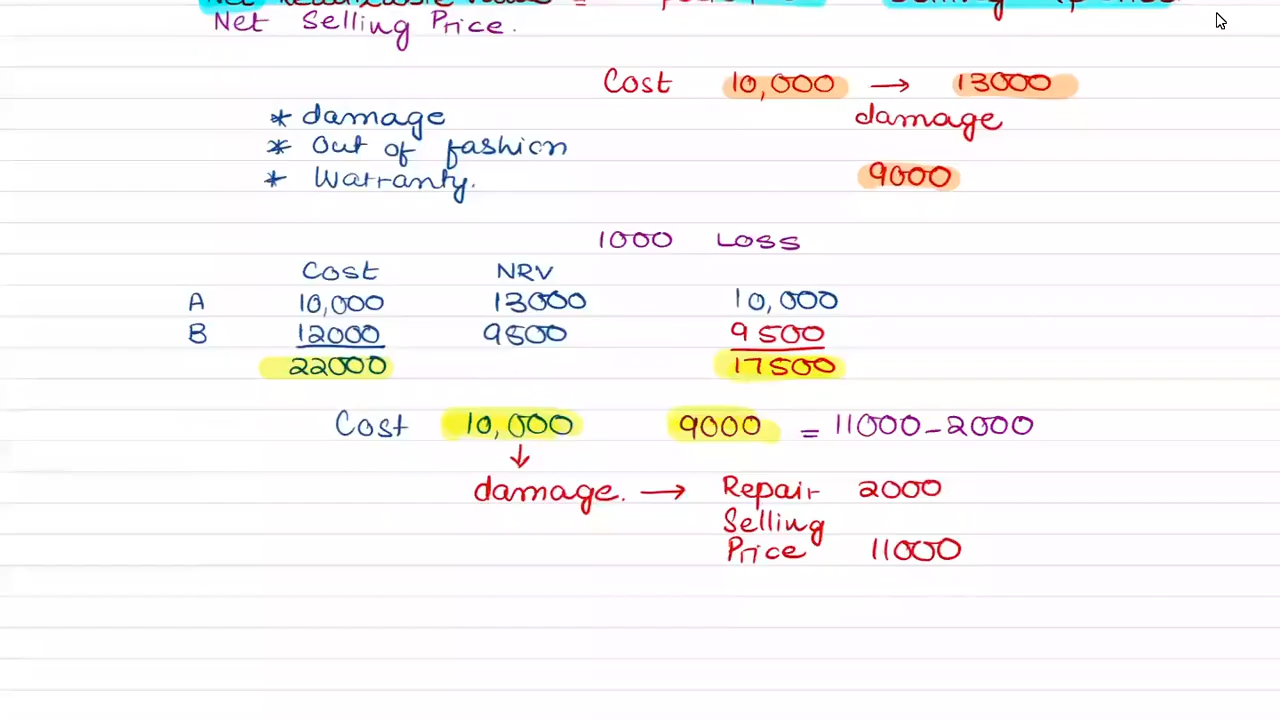 Net =
Net Selling Price.
Cost 10,000 → 13000
* damage damage
* Out of fashion
* Warranty. 9000
1000 Loss
Cost NRV
A 10,000 13000 10,000
B 12000 9500 9500
22000 17500
Cost 10,000 9000 = 11000-2000
↓
damage. → Repair 2000
Selling
Price 11000